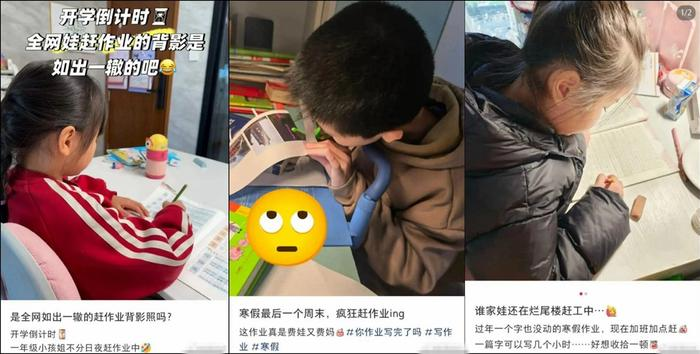 开学倒计时⏳
全网娃赶作业的背影是
如出一辙的吧😂
是全网如出一辙的赶作业背影照吗?
开学倒计时⏳
一年级小孩姐不分日夜赶作业中🤣
寒假最后一个周末,疯狂赶作业ing
这作业真是费娃又费妈 #你作业写完了吗 #写作
业 #寒假
1/2
谁家娃还在烂尾楼赶工中…
过年一个字也没动的寒假作业,现在加班加点赶
一篇字可以写几个小时……好想收拾一顿